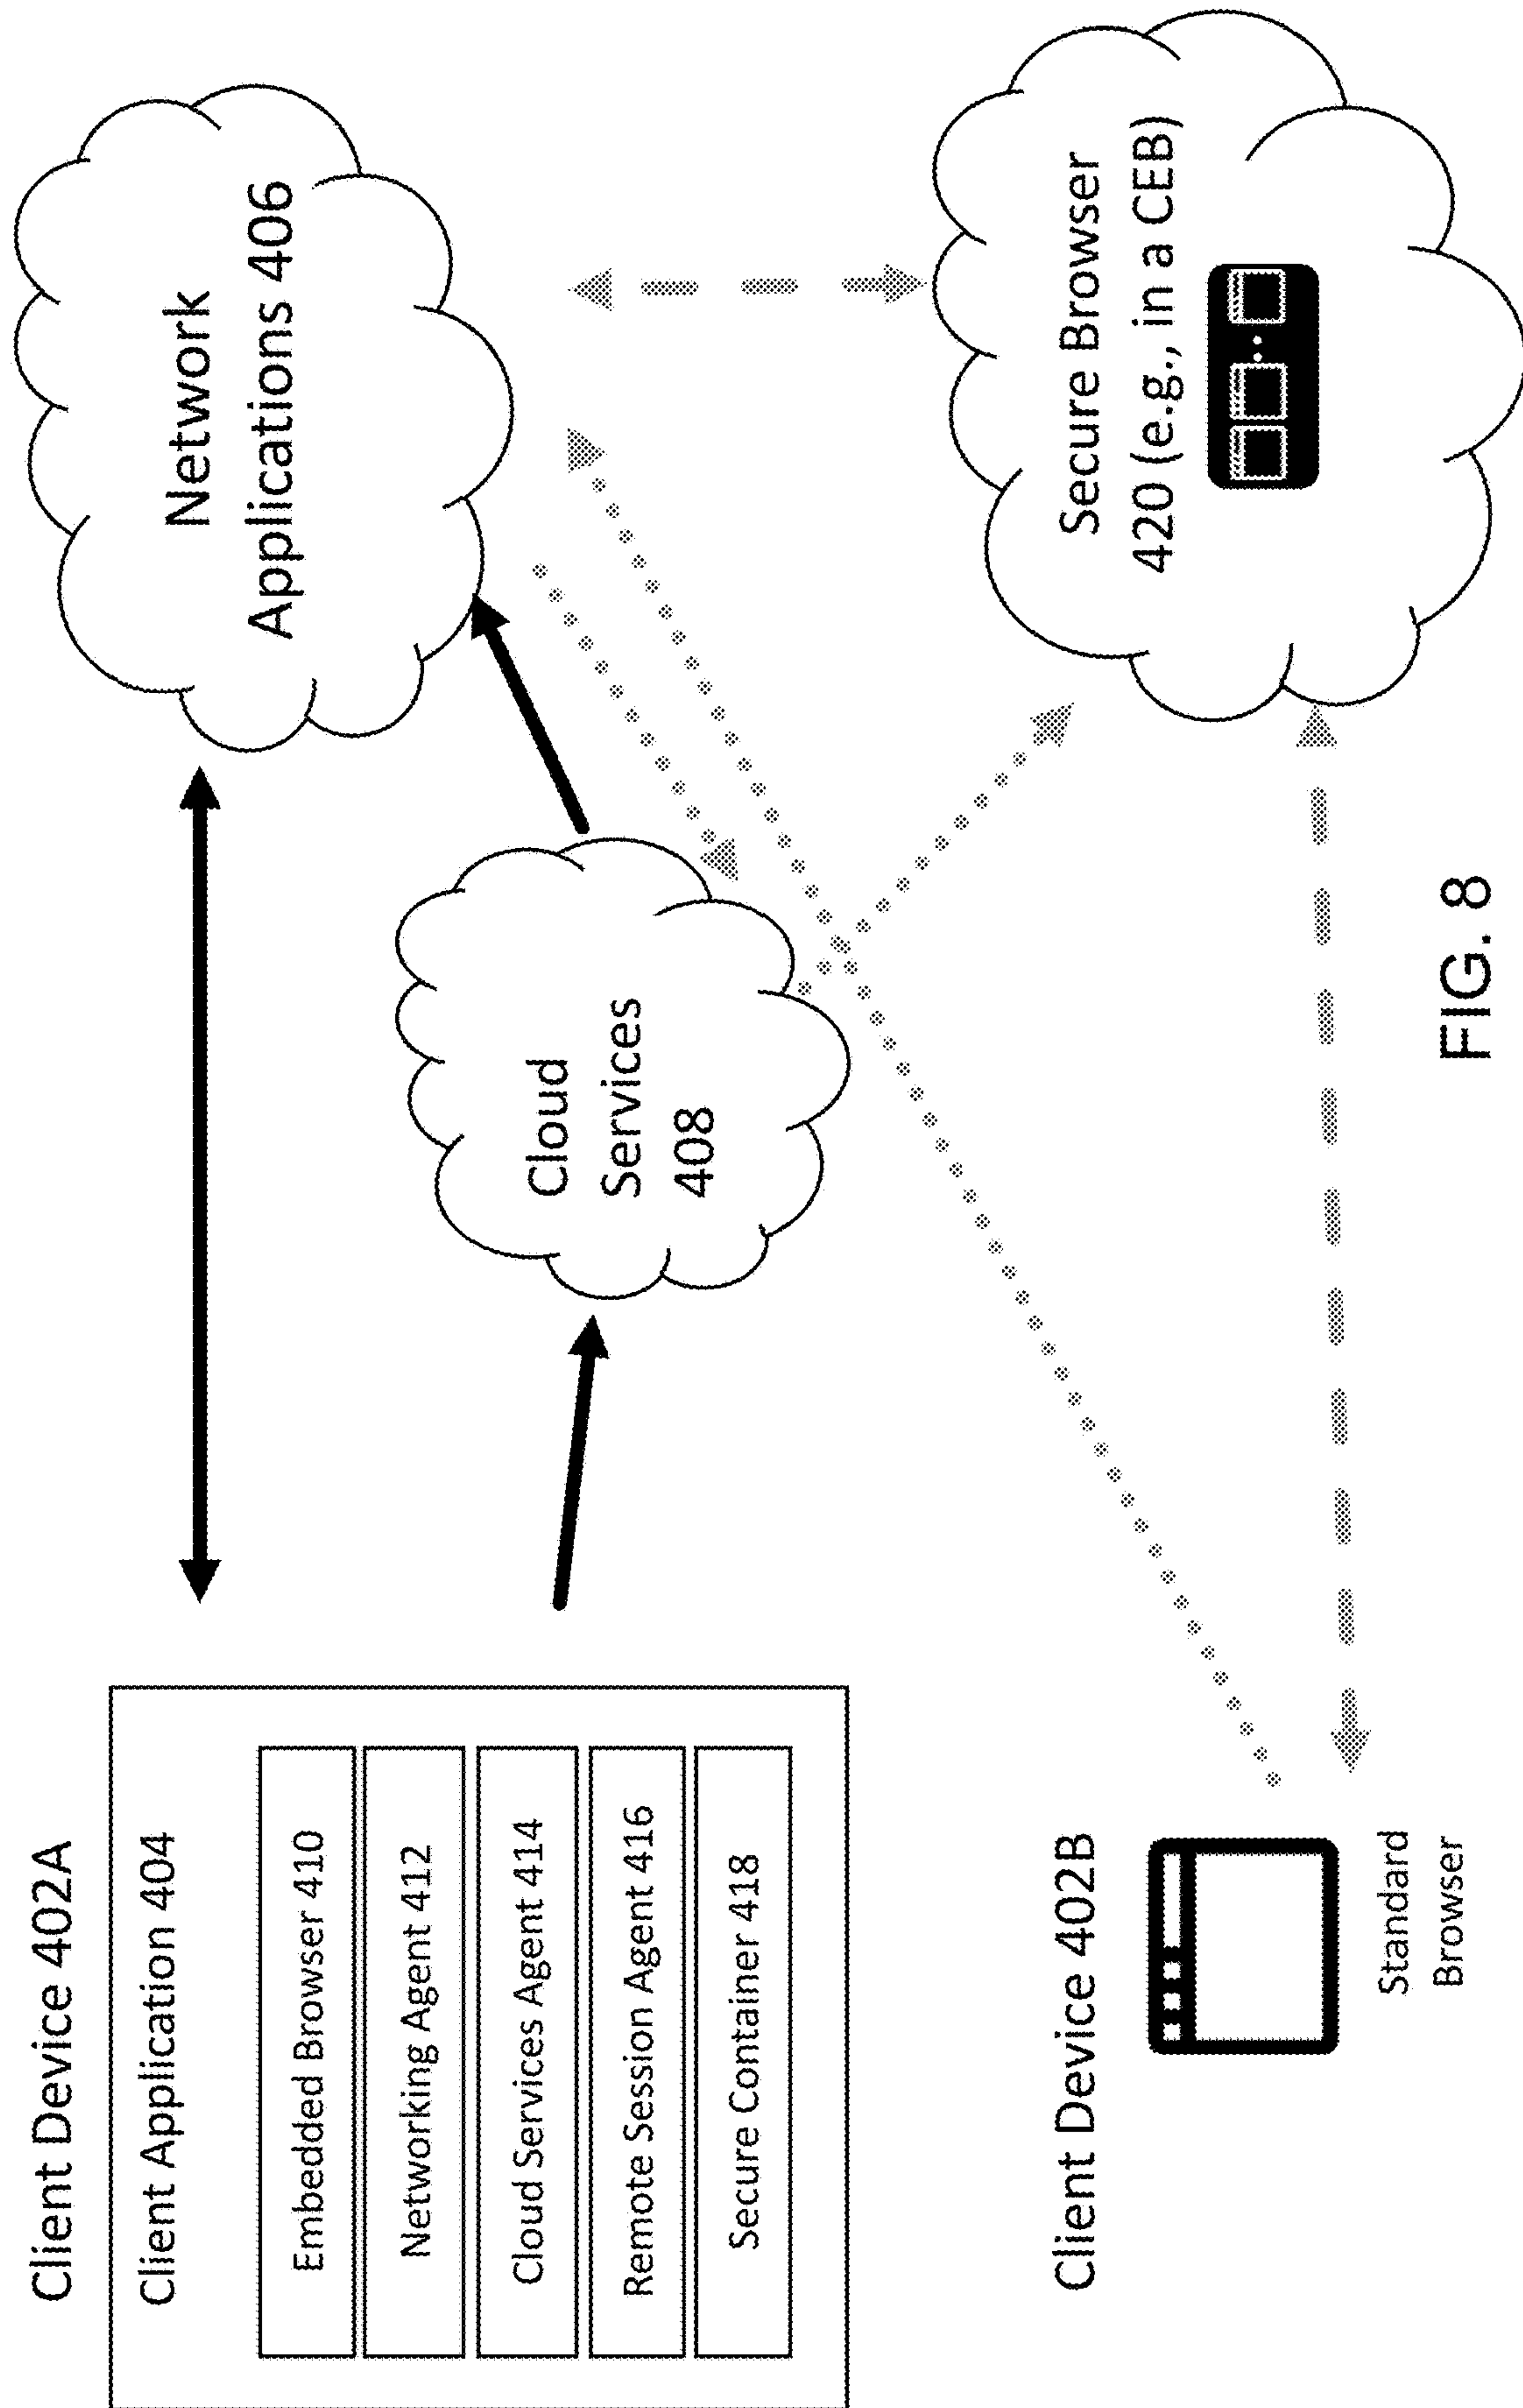 Client Device 402A
Client Application 404
Embedded Browser 410
Networking Agent 412
Cloud Services Agent 414
Remote Session Agent 416
Secure Container 418
Network
Applications 406
Cloud
Services
408
Client Device 402B
Standard
Browser
Secure Browser
420 (e.g., in a CEB)
FIG. 8